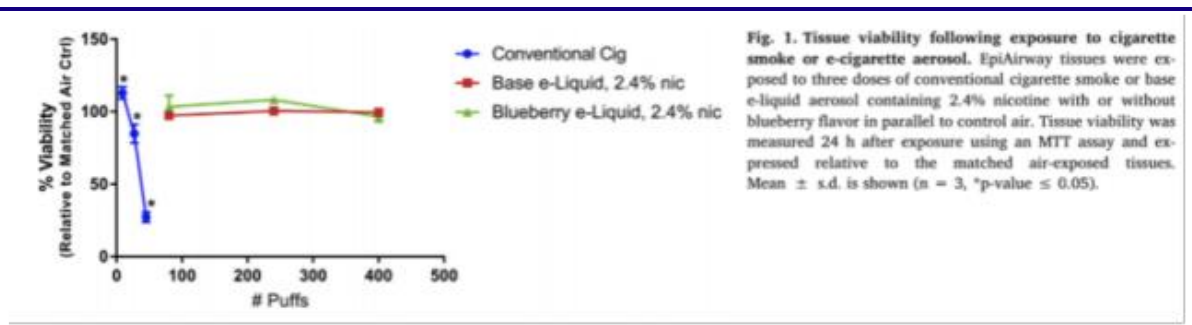 150
100
50
0
% Viability
(Relative to Matched Air Ctrl)
*
*
*
0 100 200 300 400 500
# Puffs
Conventional Cig
Base e-Liquid, 2.4% nic
Blueberry e-Liquid, 2.4% nic
Fig. 1. Tissue viability following exposure to cigarette
smoke or e-cigarette aerosol. EpiAirway tissues were ex-
posed to three doses of conventional cigarette smoke or base
e-liquid aerosol containing 2.4% nicotine with or without
blueberry flavor in parallel to control air. Tissue viability was
measured 24 h after exposure using an MTT assay and ex-
pressed relative to the matched air-exposed tissues.
Mean ± s.d. is shown (n = 3, *p-value ≤ 0.05).